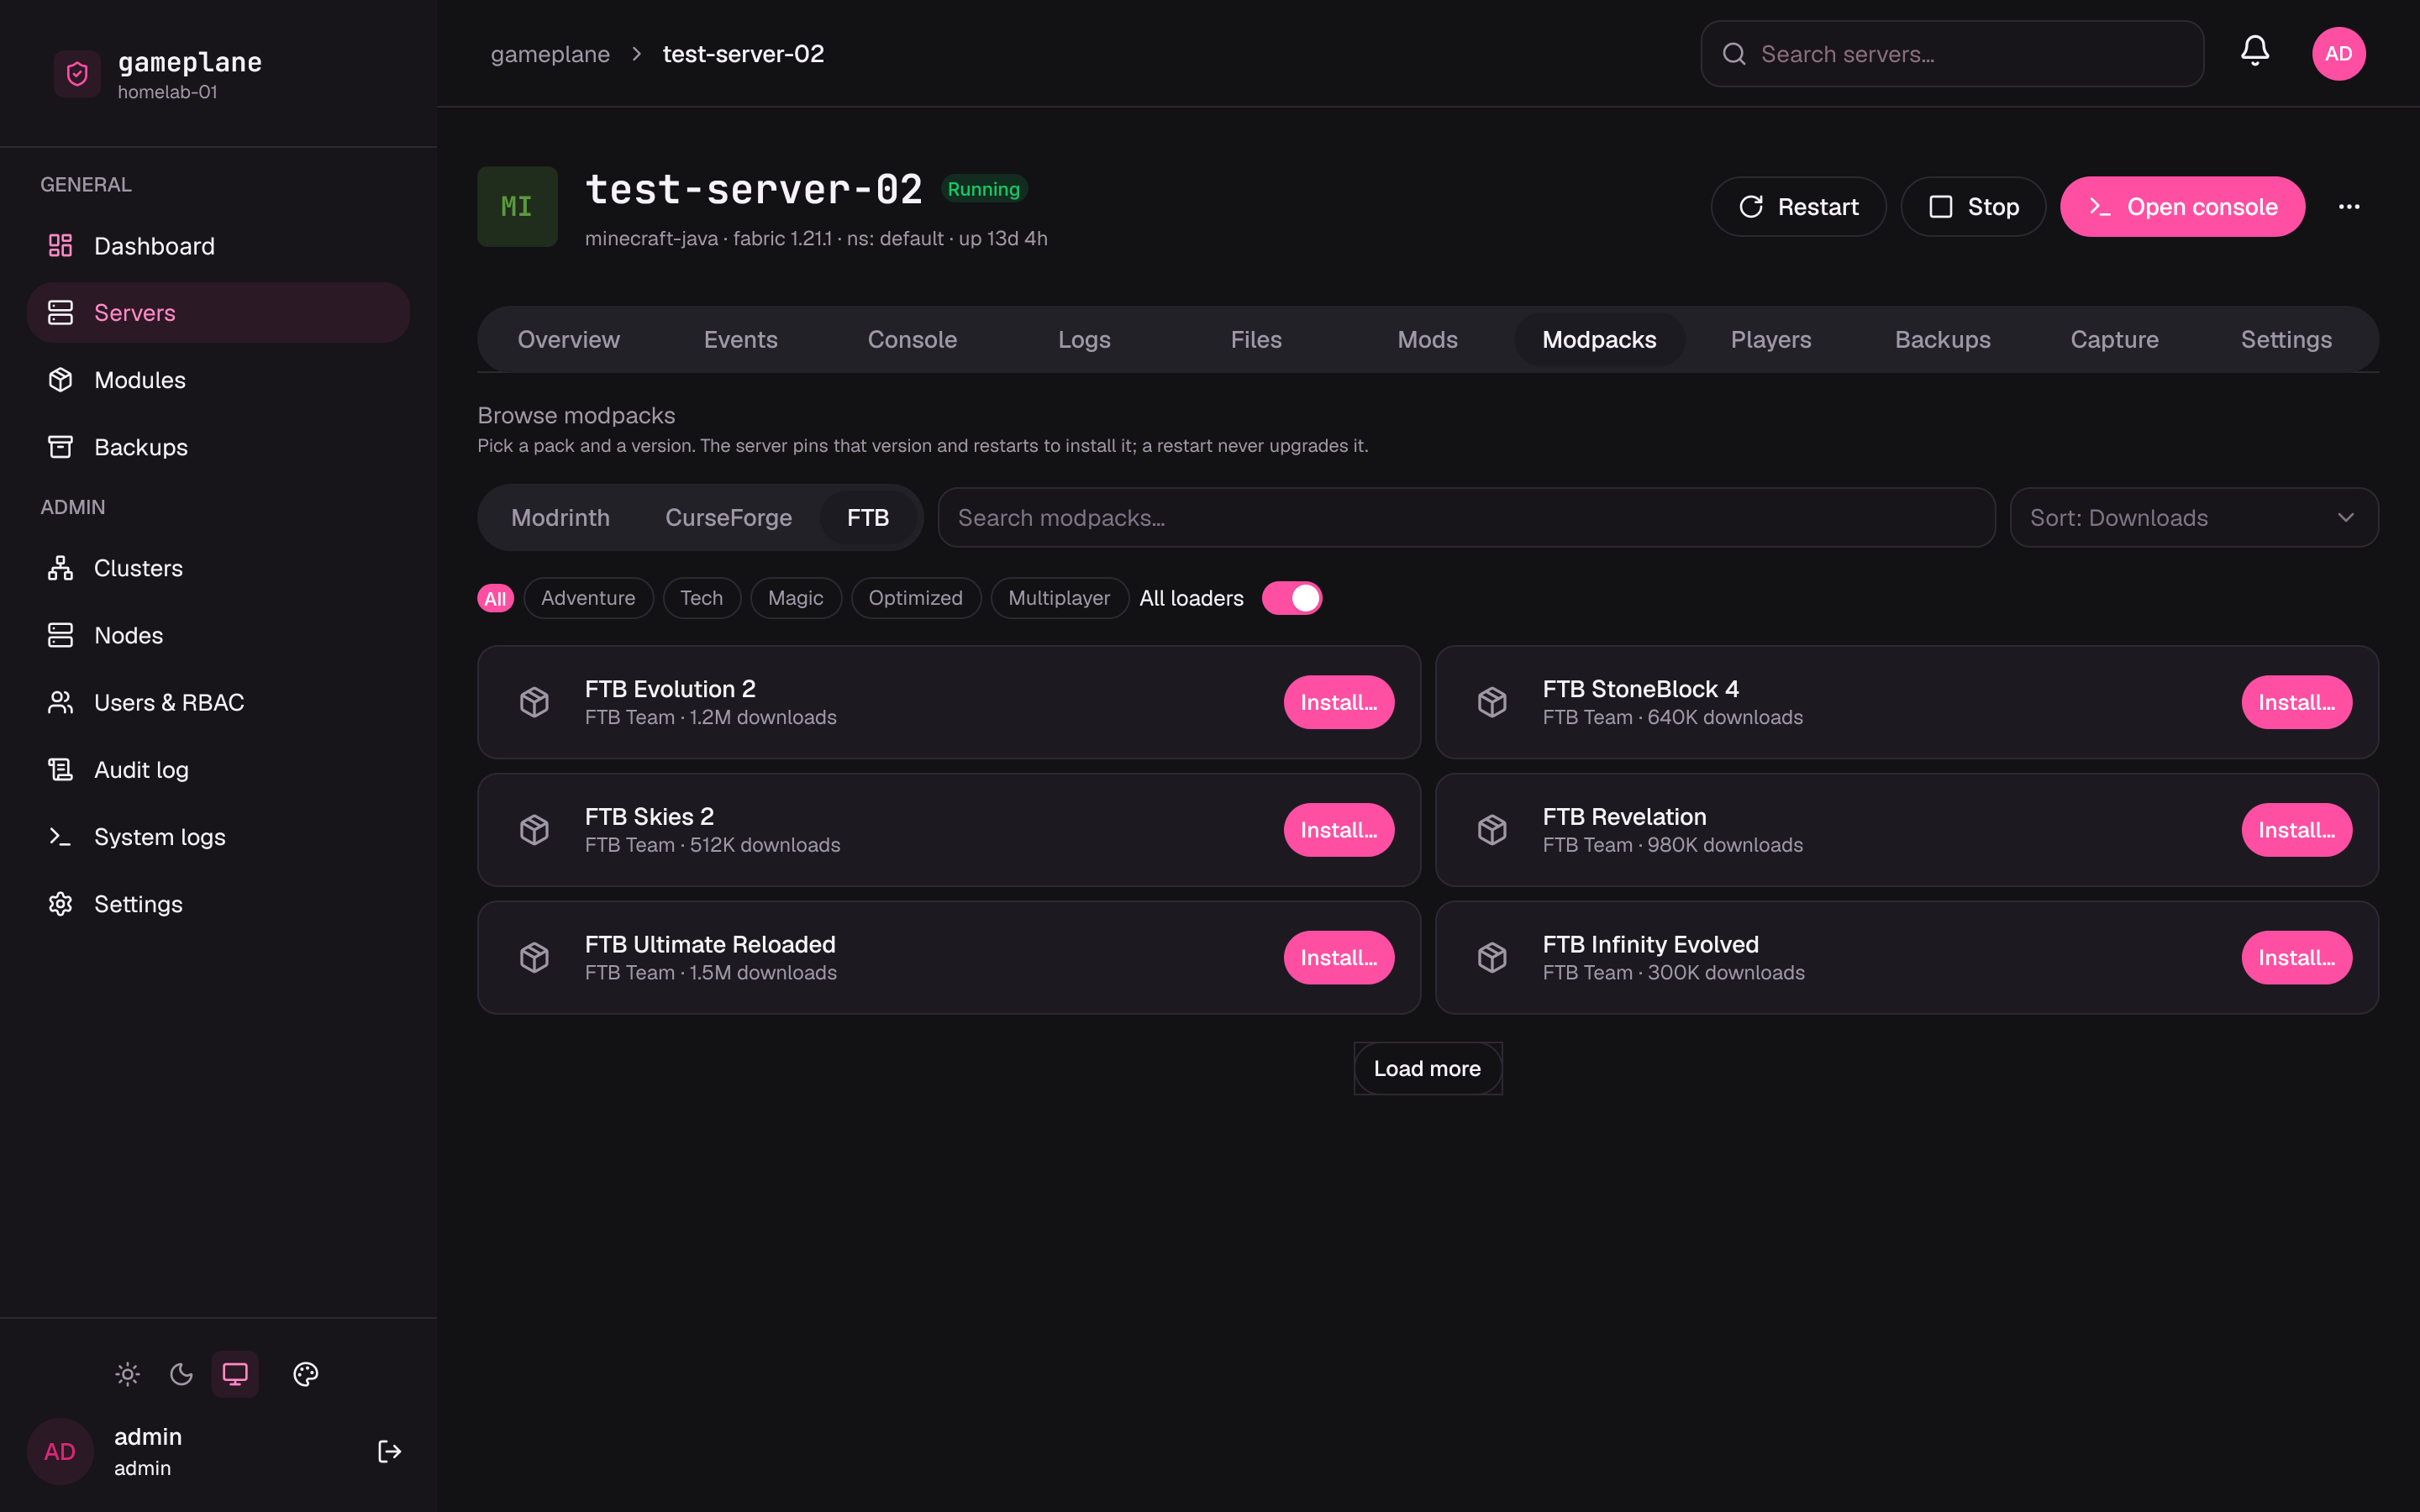 gameplane
homelab-01
GENERAL
Dashboard
Servers
Modules
Backups
ADMIN
Clusters
Nodes
Users & RBAC
Audit log
System logs
Settings
AD
admin
admin
gameplane > test-server-02
Search servers...
AD
MI
test-server-02
Running
minecraft-java · fabric 1.21.1 · ns: default · up 13d 4h
Restart
Stop
Open console
Overview
Events
Console
Logs
Files
Mods
Modpacks
Players
Backups
Capture
Settings
Browse modpacks
Pick a pack and a version. The server pins that version and restarts to install it; a restart never upgrades it.
Modrinth
CurseForge
FTB
Search modpacks...
Sort: Downloads
All
Adventure
Tech
Magic
Optimized
Multiplayer
All loaders
FTB Evolution 2
FTB Team · 1.2M downloads
Install...
FTB StoneBlock 4
FTB Team · 640K downloads
Install...
FTB Skies 2
FTB Team · 512K downloads
Install...
FTB Revelation
FTB Team · 980K downloads
Install...
FTB Ultimate Reloaded
FTB Team · 1.5M downloads
Install...
FTB Infinity Evolved
FTB Team · 300K downloads
Install...
Load more